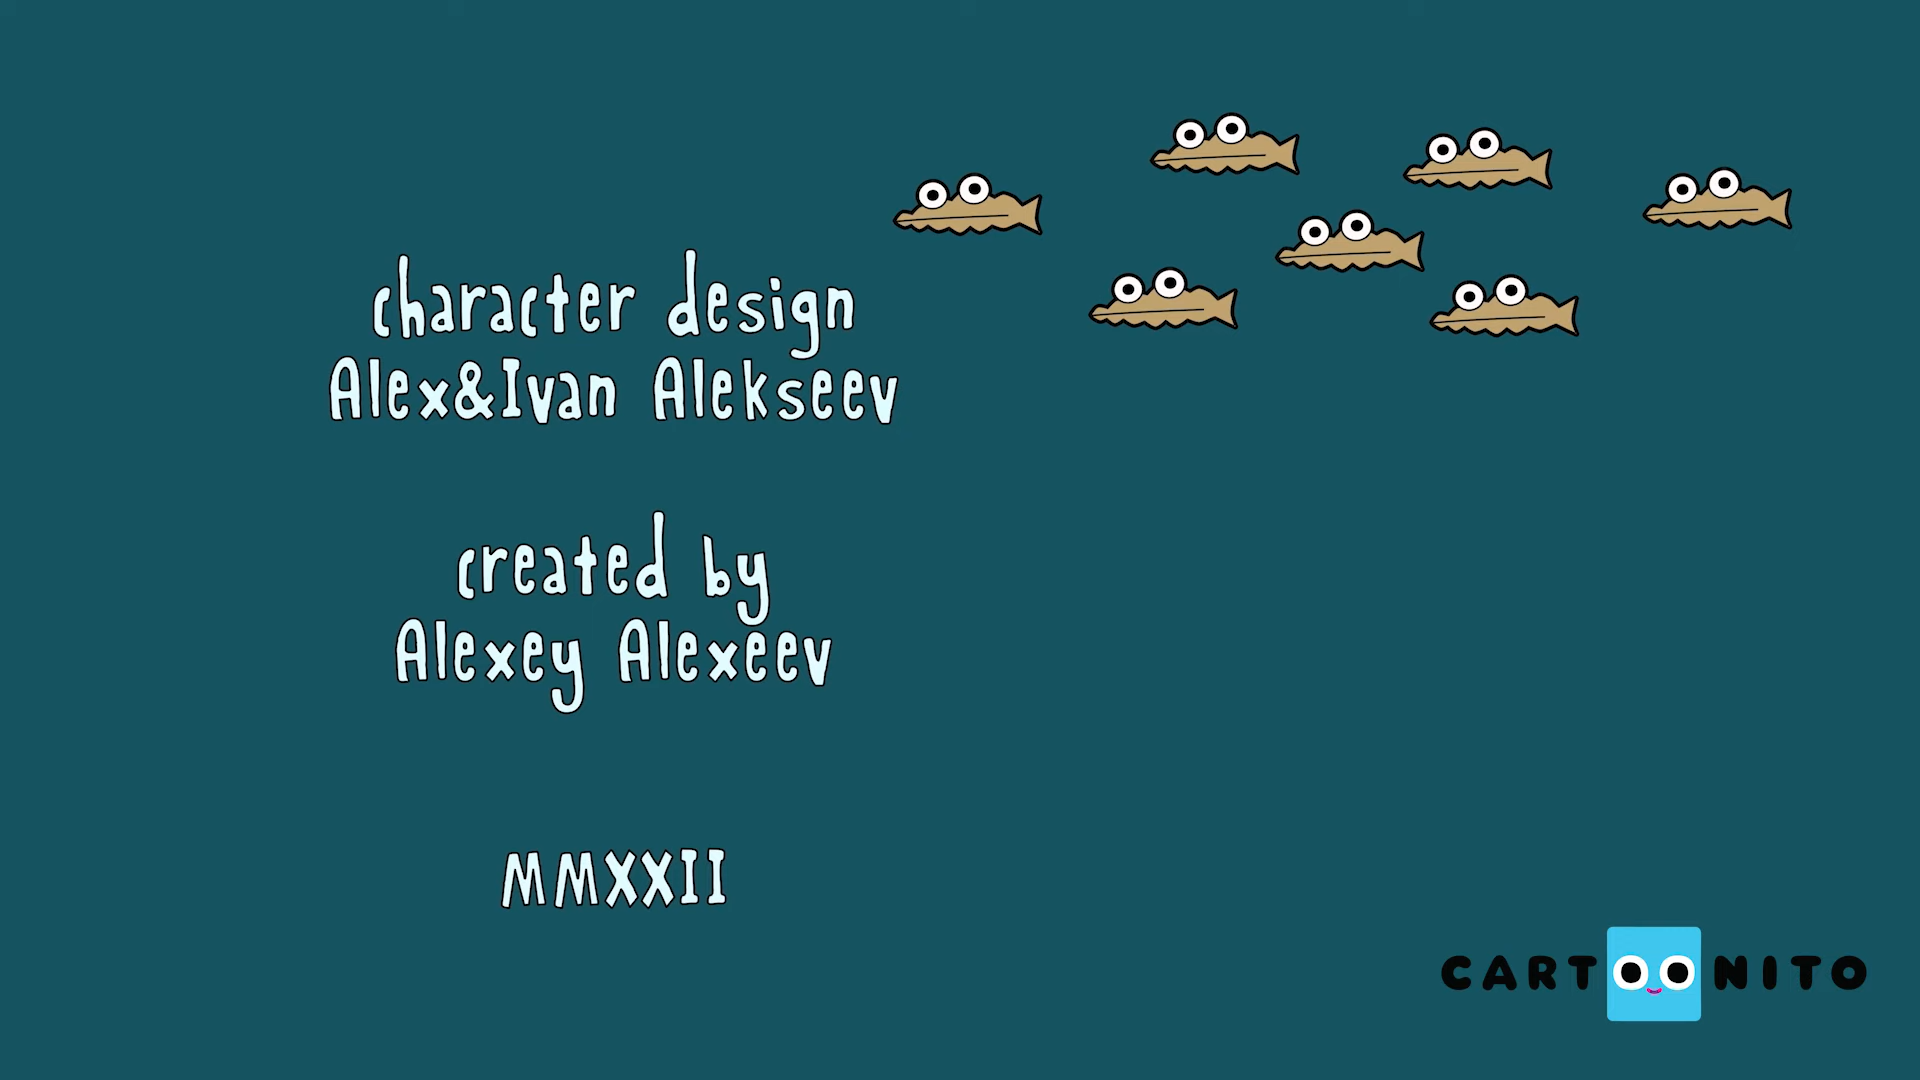 character design
Alex&Ivan Alekseev
created by
Alexey Alexeev
MMXXII
CARTOONITO